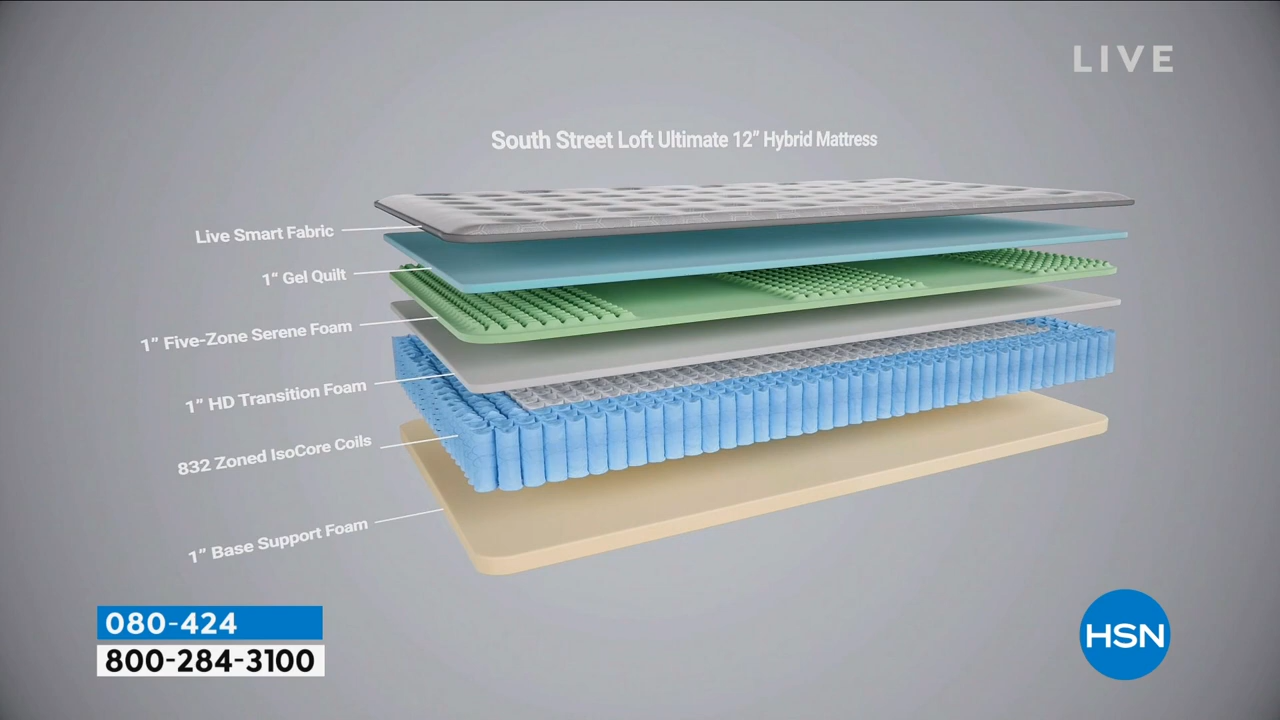 LIVE
South Street Loft Ultimate 12” Hybrid Mattress
Live Smart Fabric
1“ Gel Quilt
1” Five-Zone Serene Foam
1” HD Transition Foam
832 Zoned IsoCore Coils
1” Base Support Foam
080-424
800-284-3100
HSN